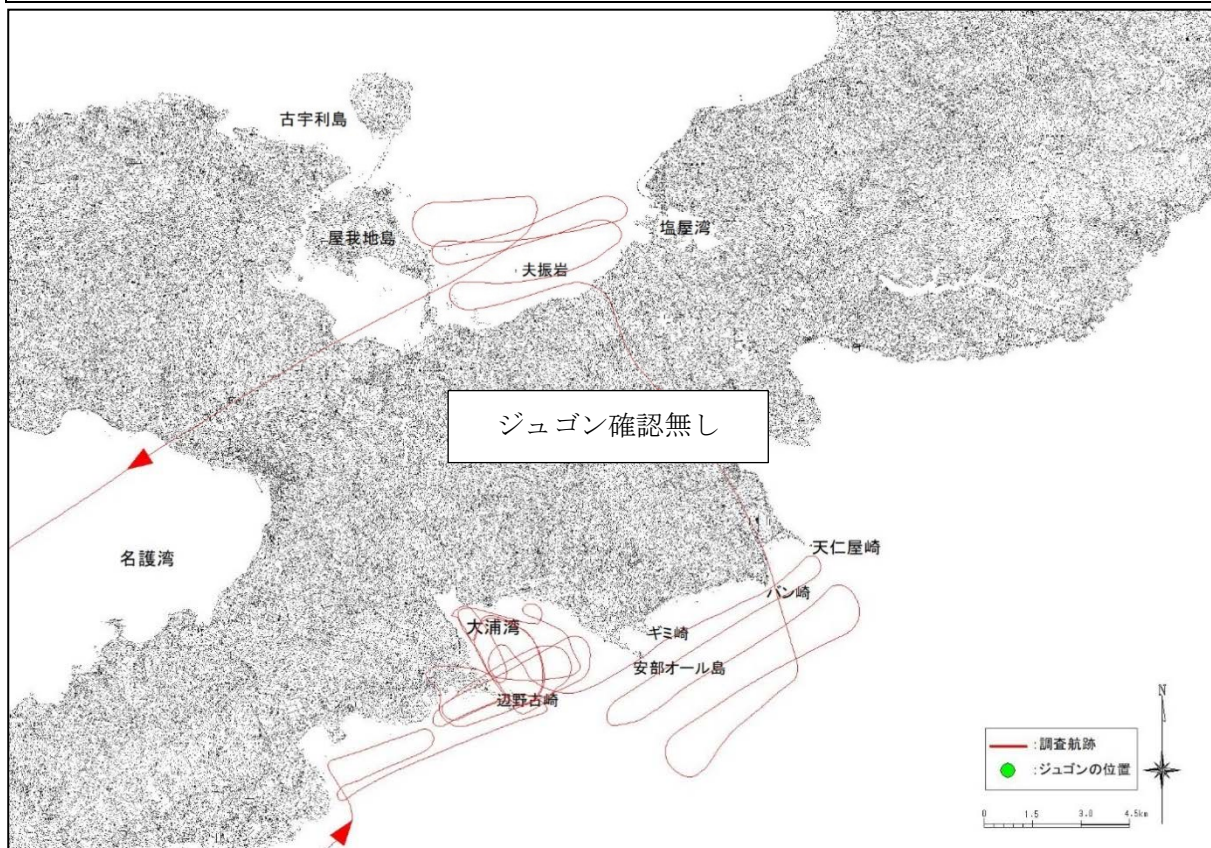 古宇利島
屋我地島
塩屋湾
夫振岩
ジュゴン確認無し
名護湾
天仁屋崎
バン崎
大浦湾
ギミ崎
安部オール島
辺野古崎
N
:調査航跡
:ジュゴンの位置
0 1.5 3.0 4.5km